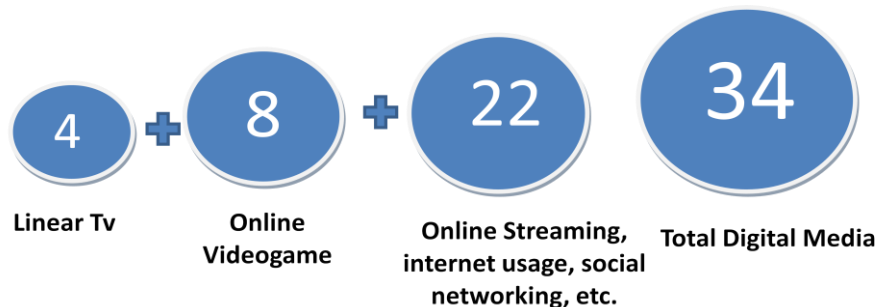 4
8
22
34
Linear Tv
Online
Videogame
Online Streaming,
internet usage, social
networking, etc.
Total Digital Media